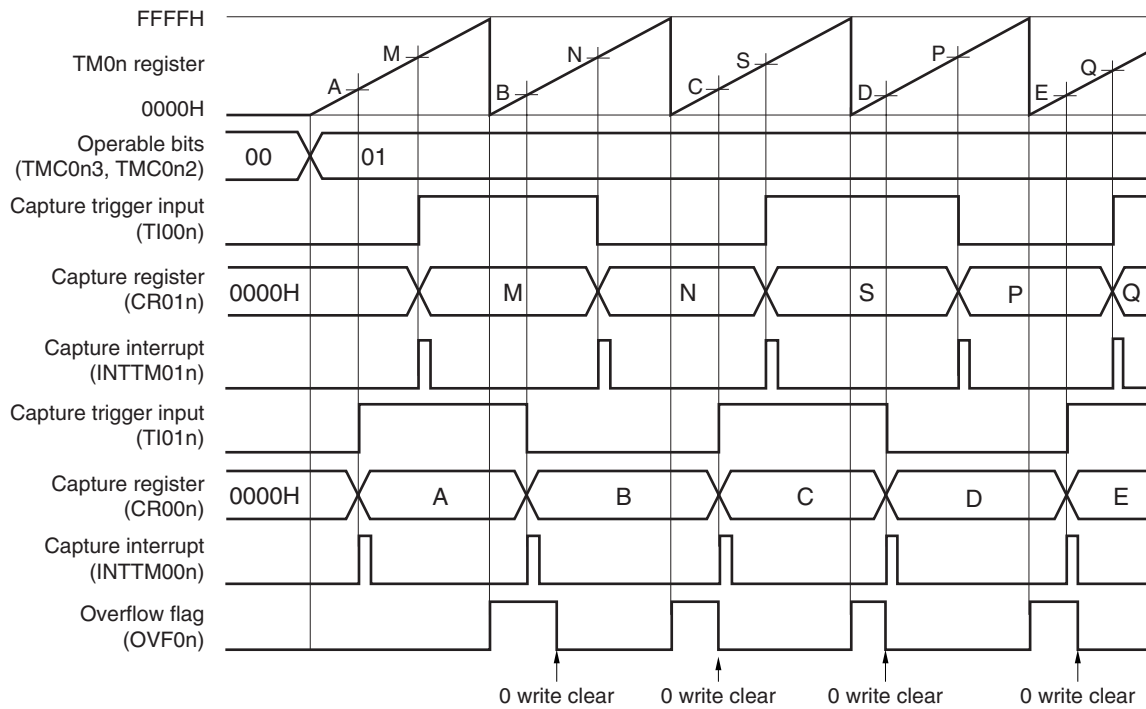 FFFFH
TM0n register
0000H
M
A
N
B
S
C
P
D
Q
E
Operable bits
(TMC0n3, TMC0n2)
00
01
Capture trigger input
(TI00n)
Capture register
(CR01n)
0000H
M
N
S
P
Q
Capture interrupt
(INTTM01n)
Capture trigger input
(TI01n)
Capture register
(CR00n)
0000H
A
B
C
D
E
Capture interrupt
(INTTM00n)
Overflow flag
(OVF0n)
0 write clear
0 write clear
0 write clear
0 write clear